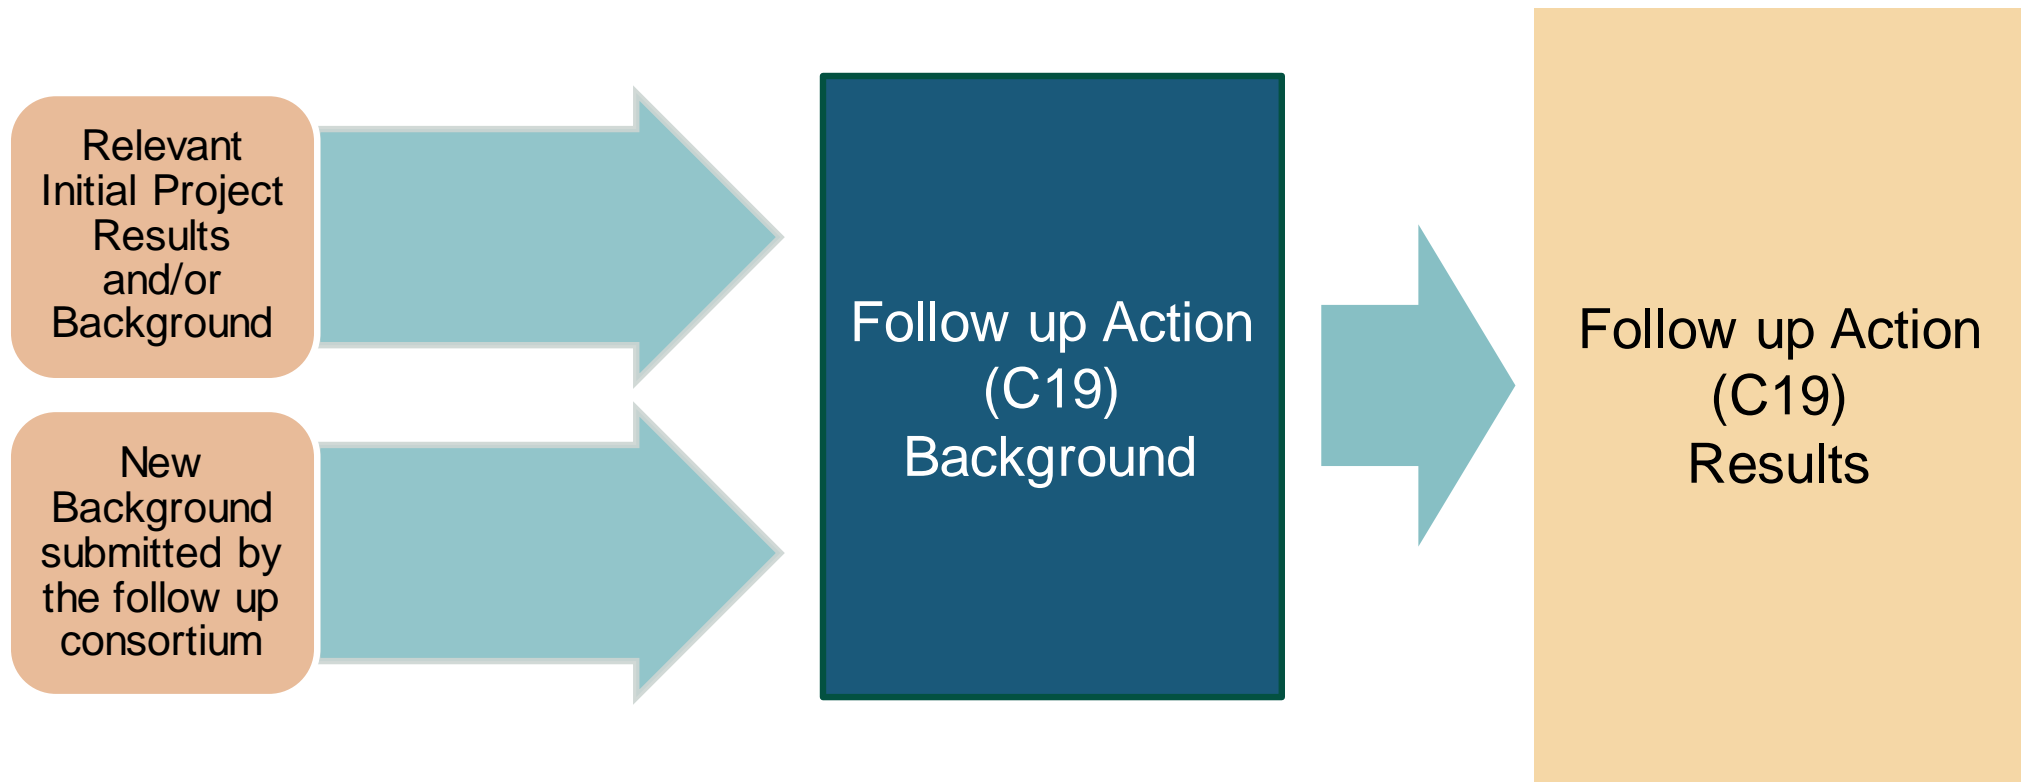 Relevant
Initial Project
Results
and/or
Background
New
Background
submitted by
the follow up
consortium
Follow up Action
(C19)
Background
Follow up Action
(C19)
Results